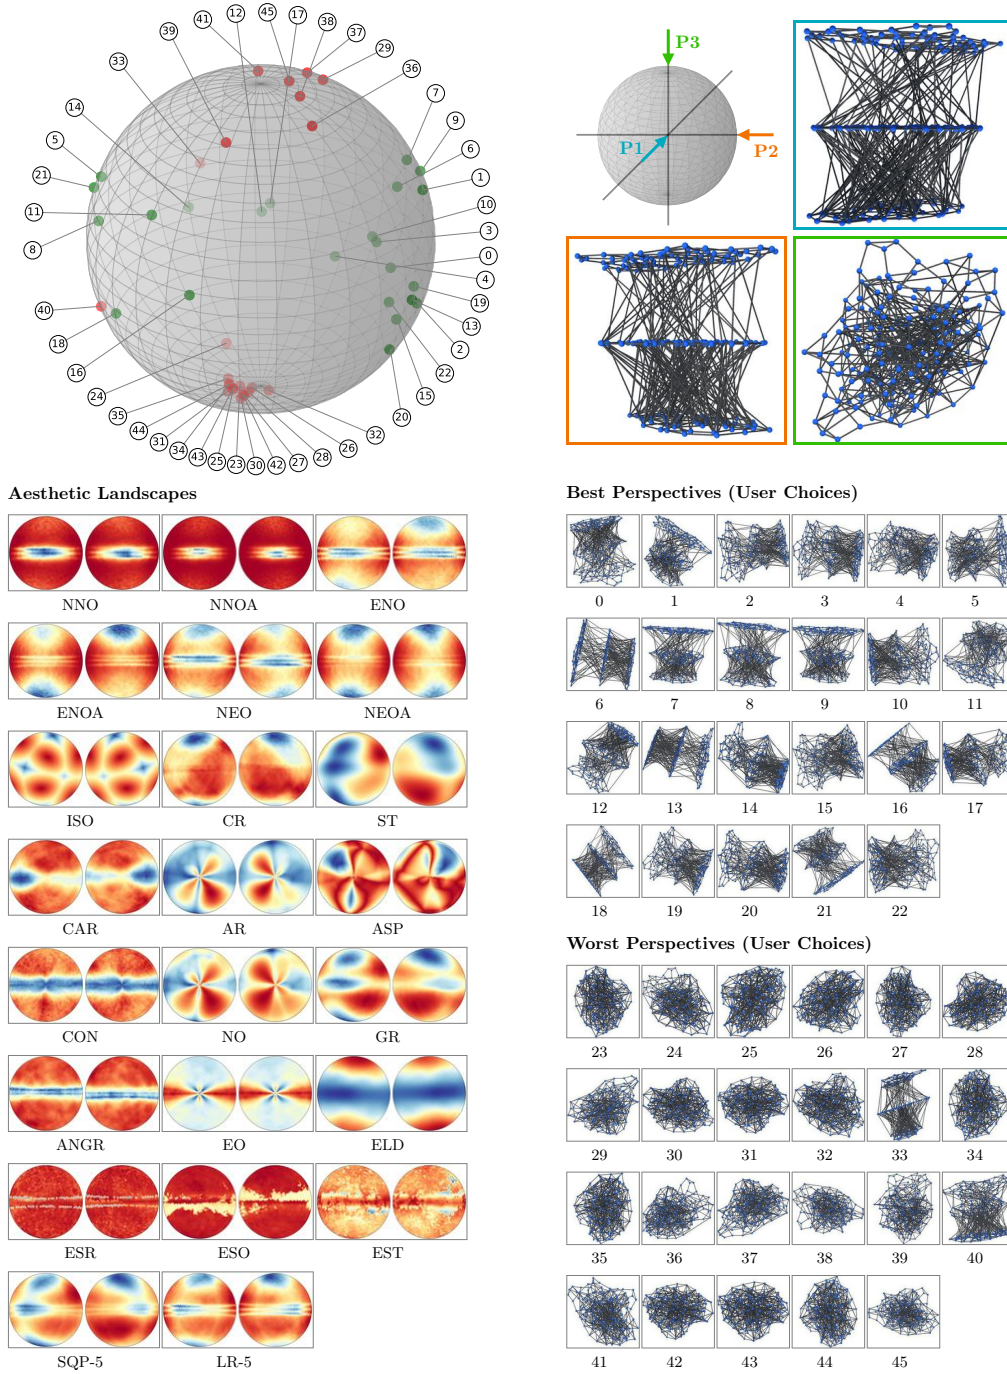 45
12
17
41
38
37
39
29
33
36
14
7
9
5
6
21
1
11
10
8
3
0
4
40
19
18
13
16
2
24
22
35
15
44
20
31
32
34
26
43
28
25
27
23
30
42
P3
P1
P2
Aesthetic Landscapes
NNO NNOA ENO
ENOA NEO NEOA
ISO CR ST
CAR AR ASP
CON NO GR
ANGR EO ELD
ESR ESO EST
SQP-5 LR-5
Best Perspectives (User Choices)
0 1 2 3 4 5
6 7 8 9 10 11
12 13 14 15 16 17
18 19 20 21 22
Worst Perspectives (User Choices)
23 24 25 26 27 28
29 30 31 32 33 34
35 36 37 38 39 40
41 42 43 44 45